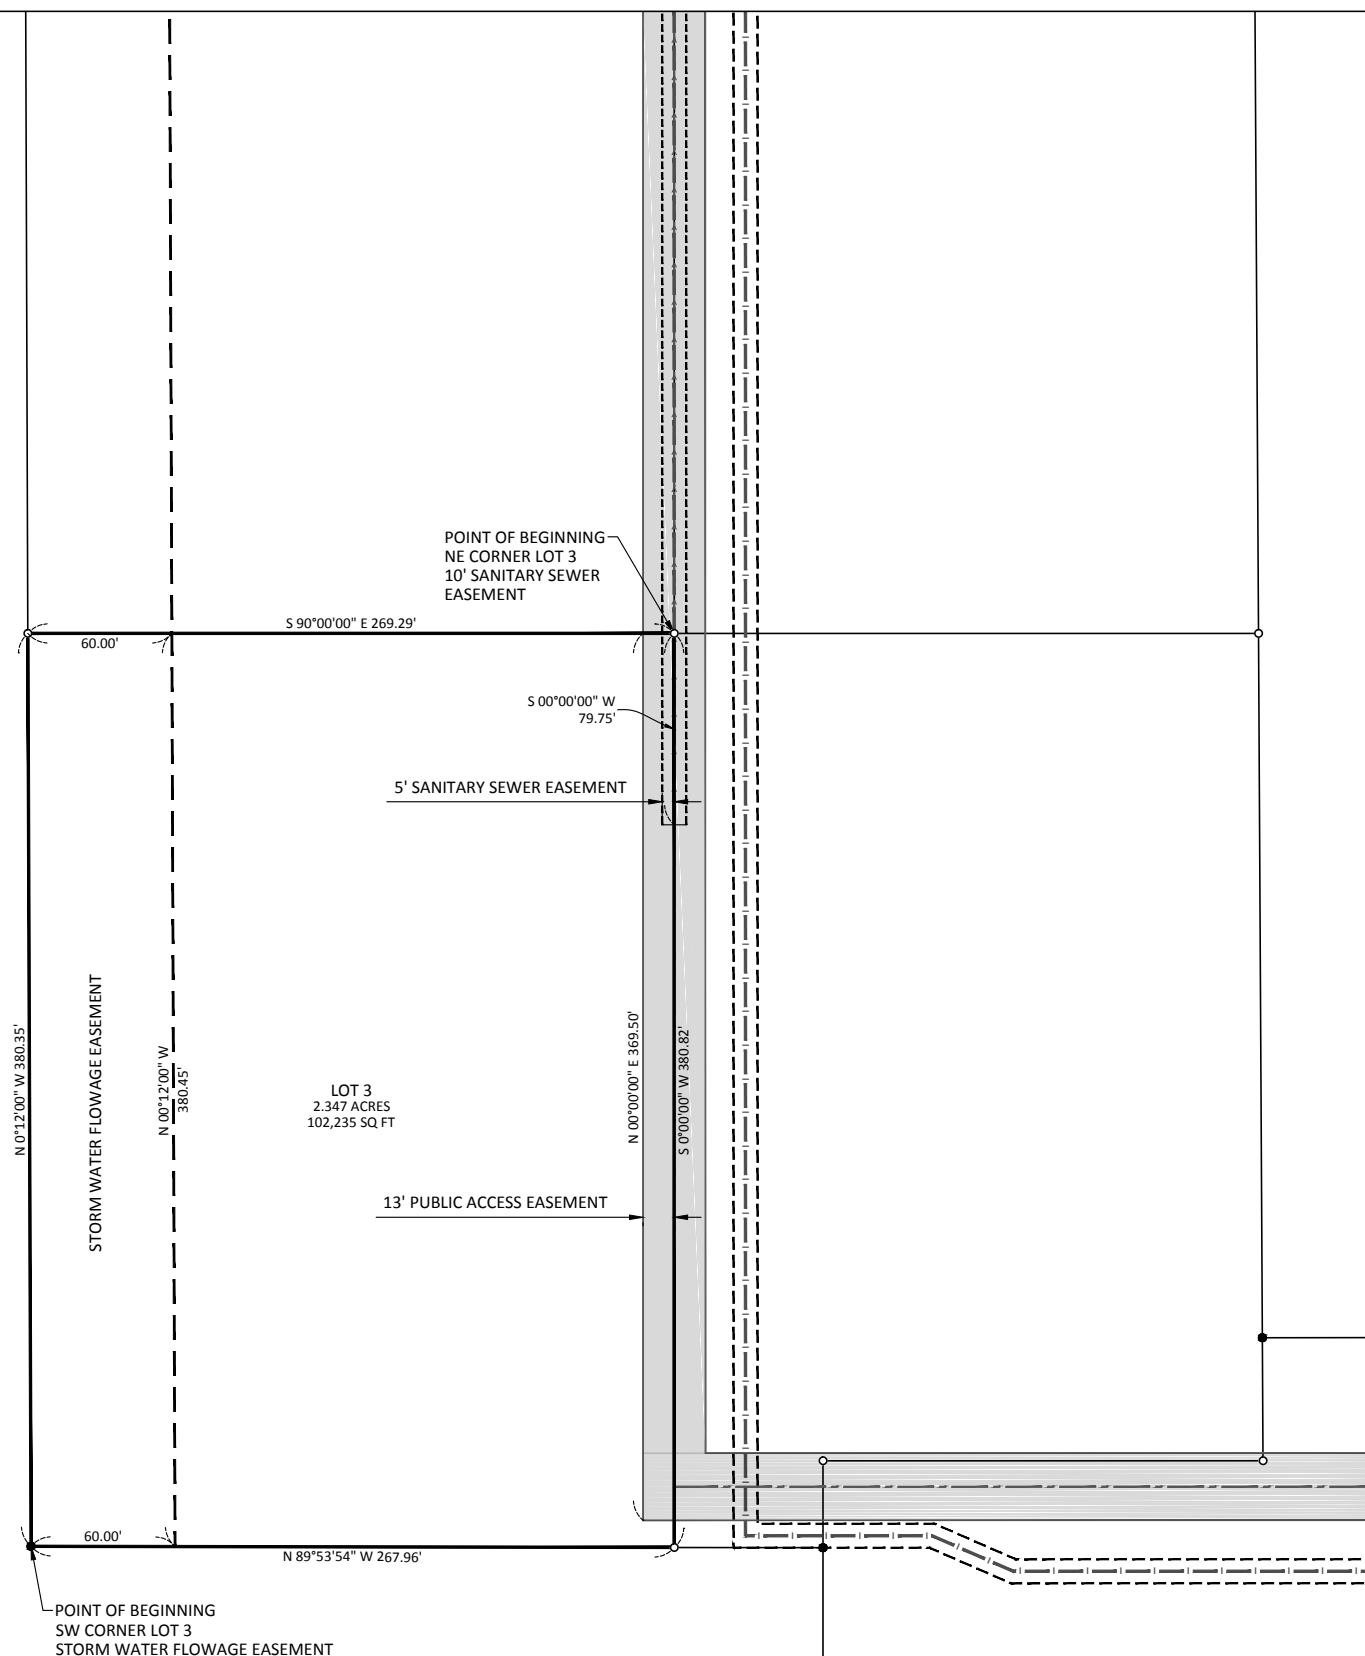 POINT OF BEGINNING
NE CORNER LOT 3
10' SANITARY SEWER
EASEMENT
S 90°00'00" E 269.29'
60.00'
S 00°00'00" W
79.75'
5' SANITARY SEWER EASEMENT
N 0°12'00" W 380.35'
STORM WATER FLOWAGE EASEMENT
N 00°12'00" W
380.45'
LOT 3
2.347 ACRES
102,235 SQ FT
N 00°00'00" E 369.50'
S 0°00'00" W 380.82'
13' PUBLIC ACCESS EASEMENT
60.00'
N 89°53'54" W 267.96'
POINT OF BEGINNING
SW CORNER LOT 3
STORM WATER FLOWAGE EASEMENT